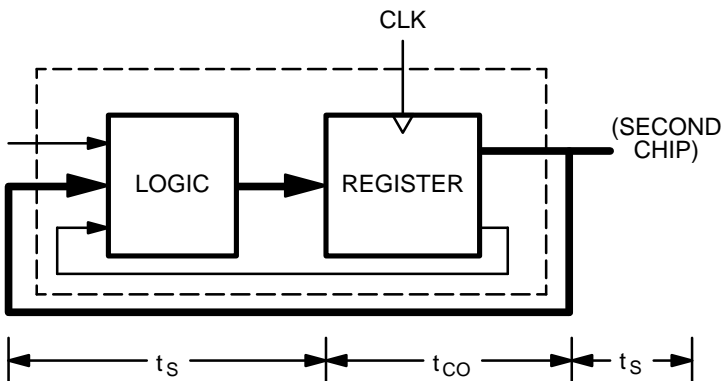 CLK
(SECOND
CHIP)
LOGIC
REGISTER
tS
tCO
tS